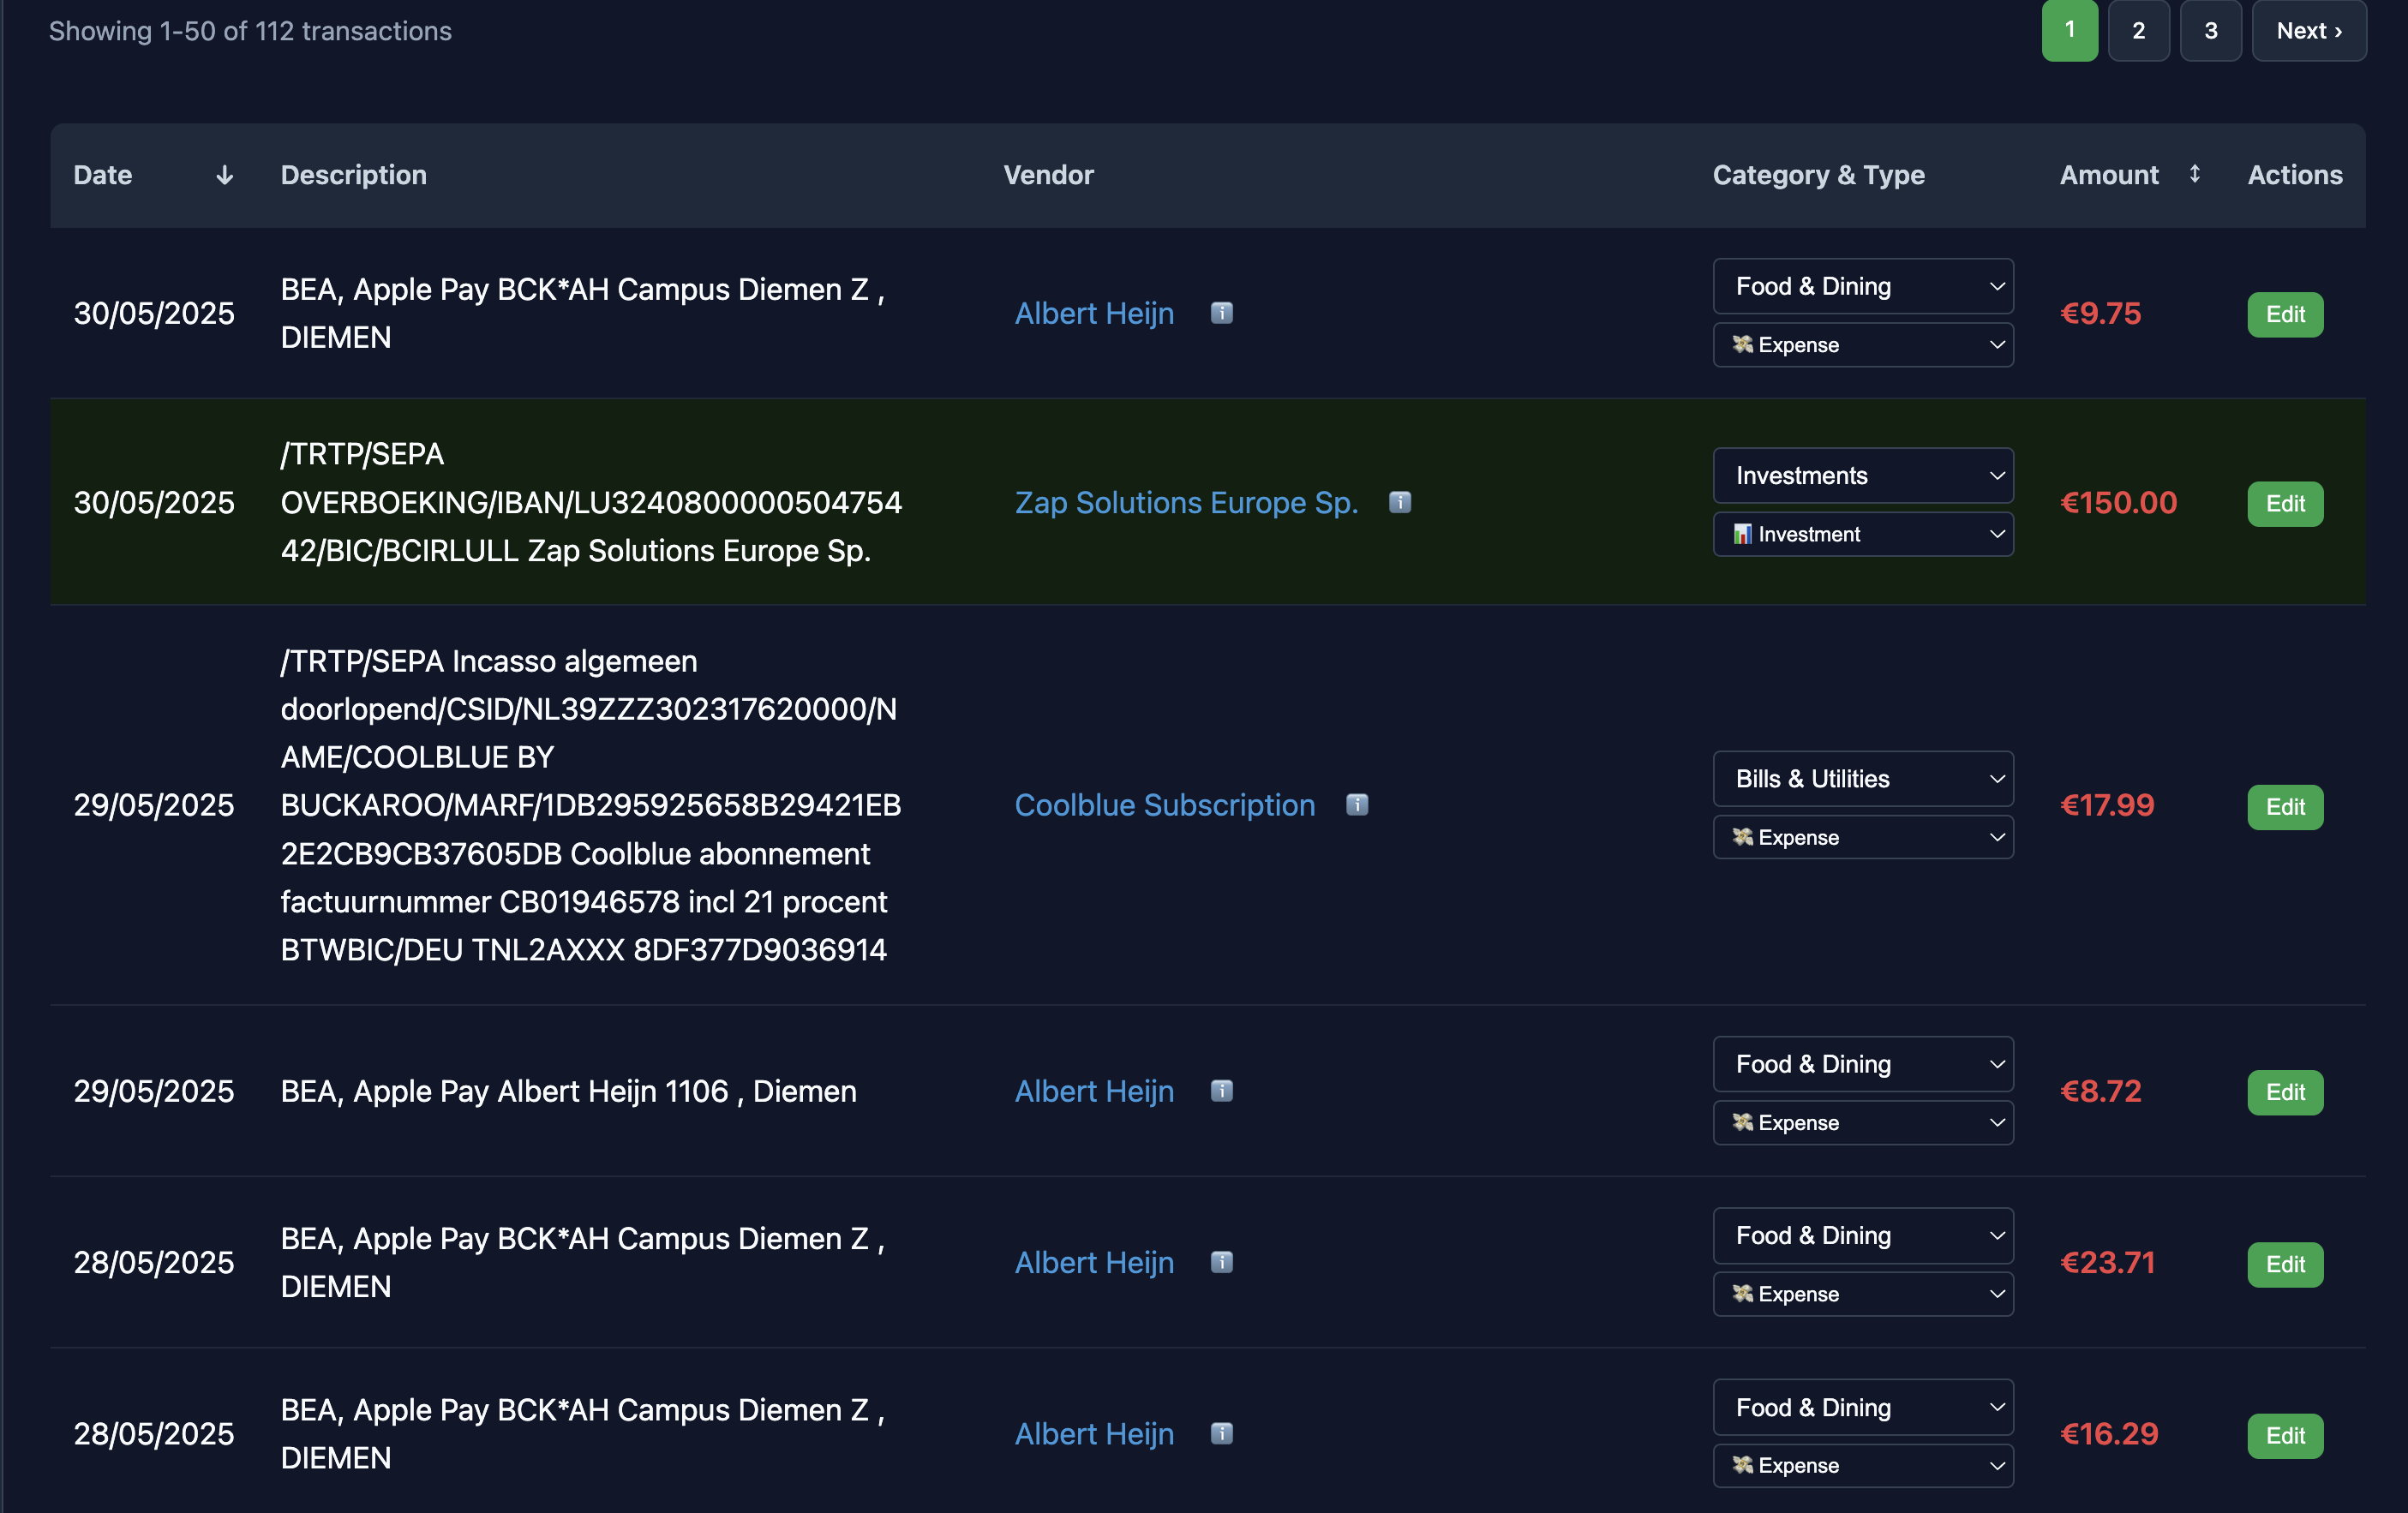 Showing 1-50 of 112 transactions
1 2 3 Next ›
Date ↓ Description Vendor Category & Type Amount ↕ Actions
30/05/2025
BEA, Apple Pay BCK*AH Campus Diemen Z ,
DIEMEN
Albert Heijn
Food & Dining
Expense
€9.75
Edit
30/05/2025
/TRTP/SEPA
OVERBOEKING/IBAN/LU3240800000504754
42/BIC/BCIRLULL Zap Solutions Europe Sp.
Zap Solutions Europe Sp.
Investments
Investment
€150.00
Edit
29/05/2025
/TRTP/SEPA Incasso algemeen
doorlopend/CSID/NL39ZZZ302317620000/N
AME/COOLBLUE BY
BUCKAROO/MARF/1DB295925658B29421EB
2E2CB9CB37605DB Coolblue abonnement
factuurnummer CB01946578 incl 21 procent
BTWBIC/DEU TNL2AXXX 8DF377D9036914
Coolblue Subscription
Bills & Utilities
Expense
€17.99
Edit
29/05/2025
BEA, Apple Pay Albert Heijn 1106 , Diemen
Albert Heijn
Food & Dining
Expense
€8.72
Edit
28/05/2025
BEA, Apple Pay BCK*AH Campus Diemen Z ,
DIEMEN
Albert Heijn
Food & Dining
Expense
€23.71
Edit
28/05/2025
BEA, Apple Pay BCK*AH Campus Diemen Z ,
DIEMEN
Albert Heijn
Food & Dining
Expense
€16.29
Edit